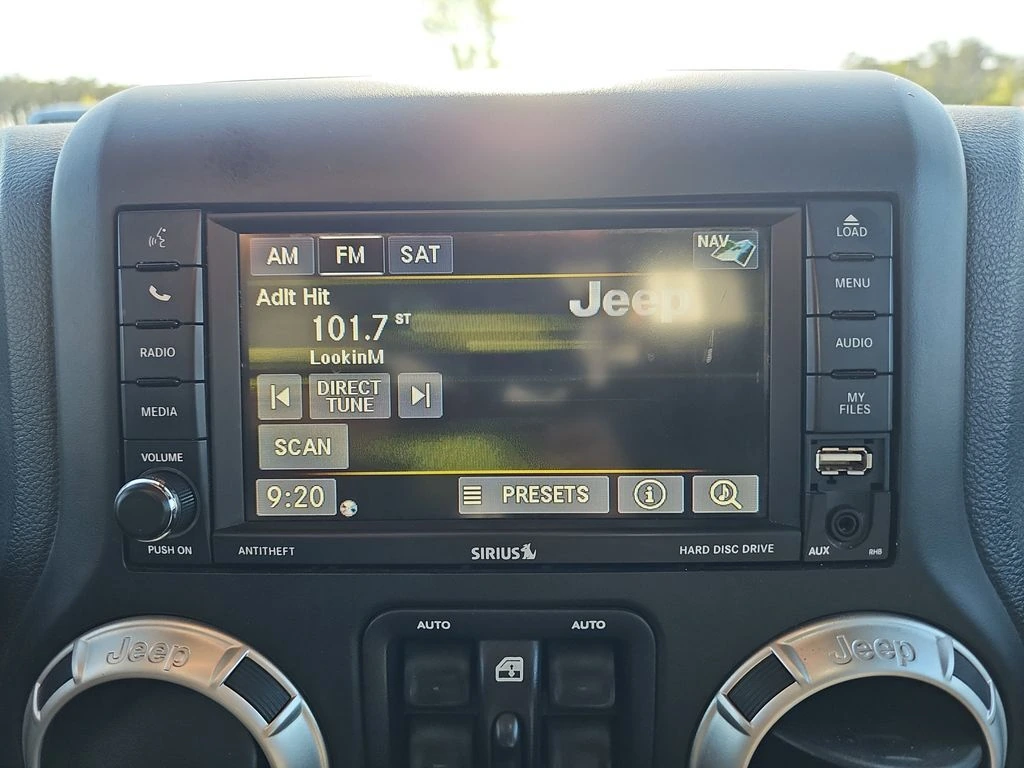 AM FM SAT NAV
Adlt Hit
Jeep
101.7 ST
LookinM
DIRECT
TUNE
SCAN
9:20
PRESETS
RADIO
MEDIA
VOLUME
PUSH ON
LOAD
MENU
AUDIO
MY
FILES
AUX RHB
ANTITHEFT
SIRIUS
HARD DISC DRIVE
AUTO AUTO
Jeep
Jeep